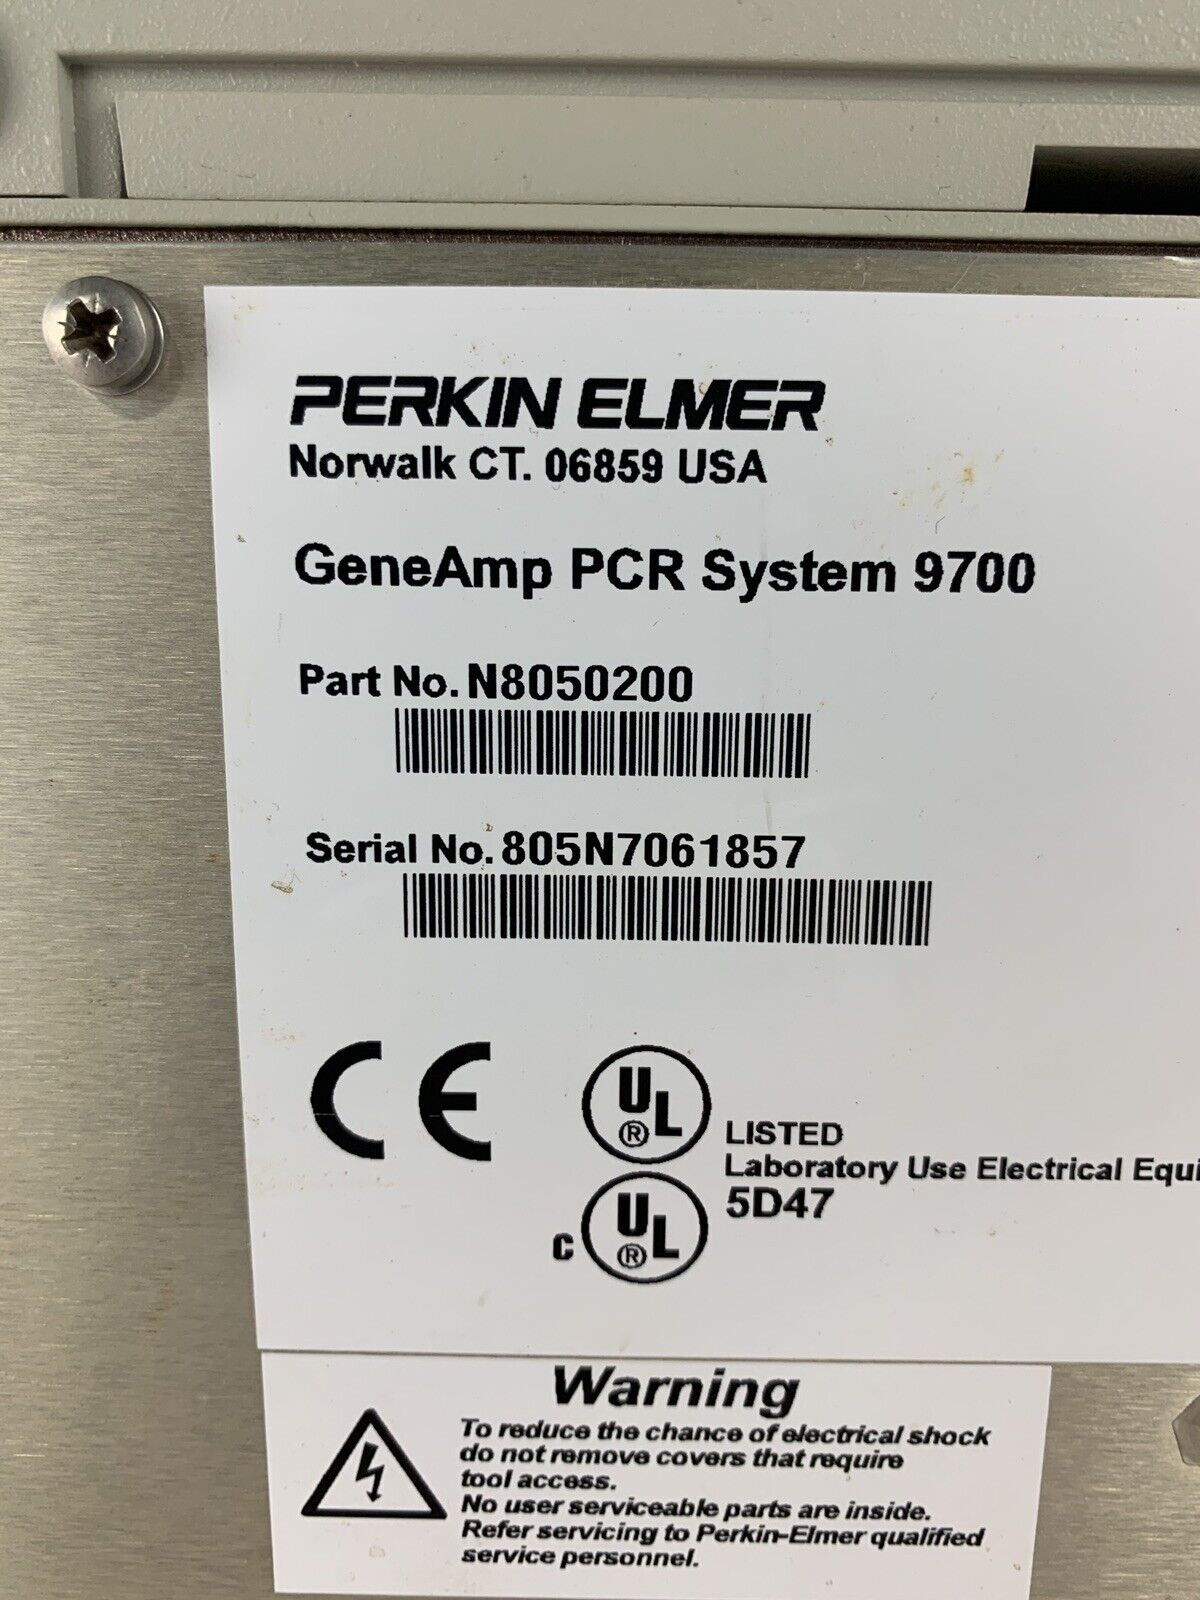 PERKIN ELMER
Norwalk CT. 06859 USA
GeneAmp PCR System 9700
Part No. N8050200
Serial No. 805N7061857
CE
UL
®
LISTED
Laboratory Use Electrical Equi
5D47
C
UL
®
Warning
To reduce the chance of electrical shock
do not remove covers that require
tool access.
No user serviceable parts are inside.
Refer servicing to Perkin-Elmer qualified
service personnel.